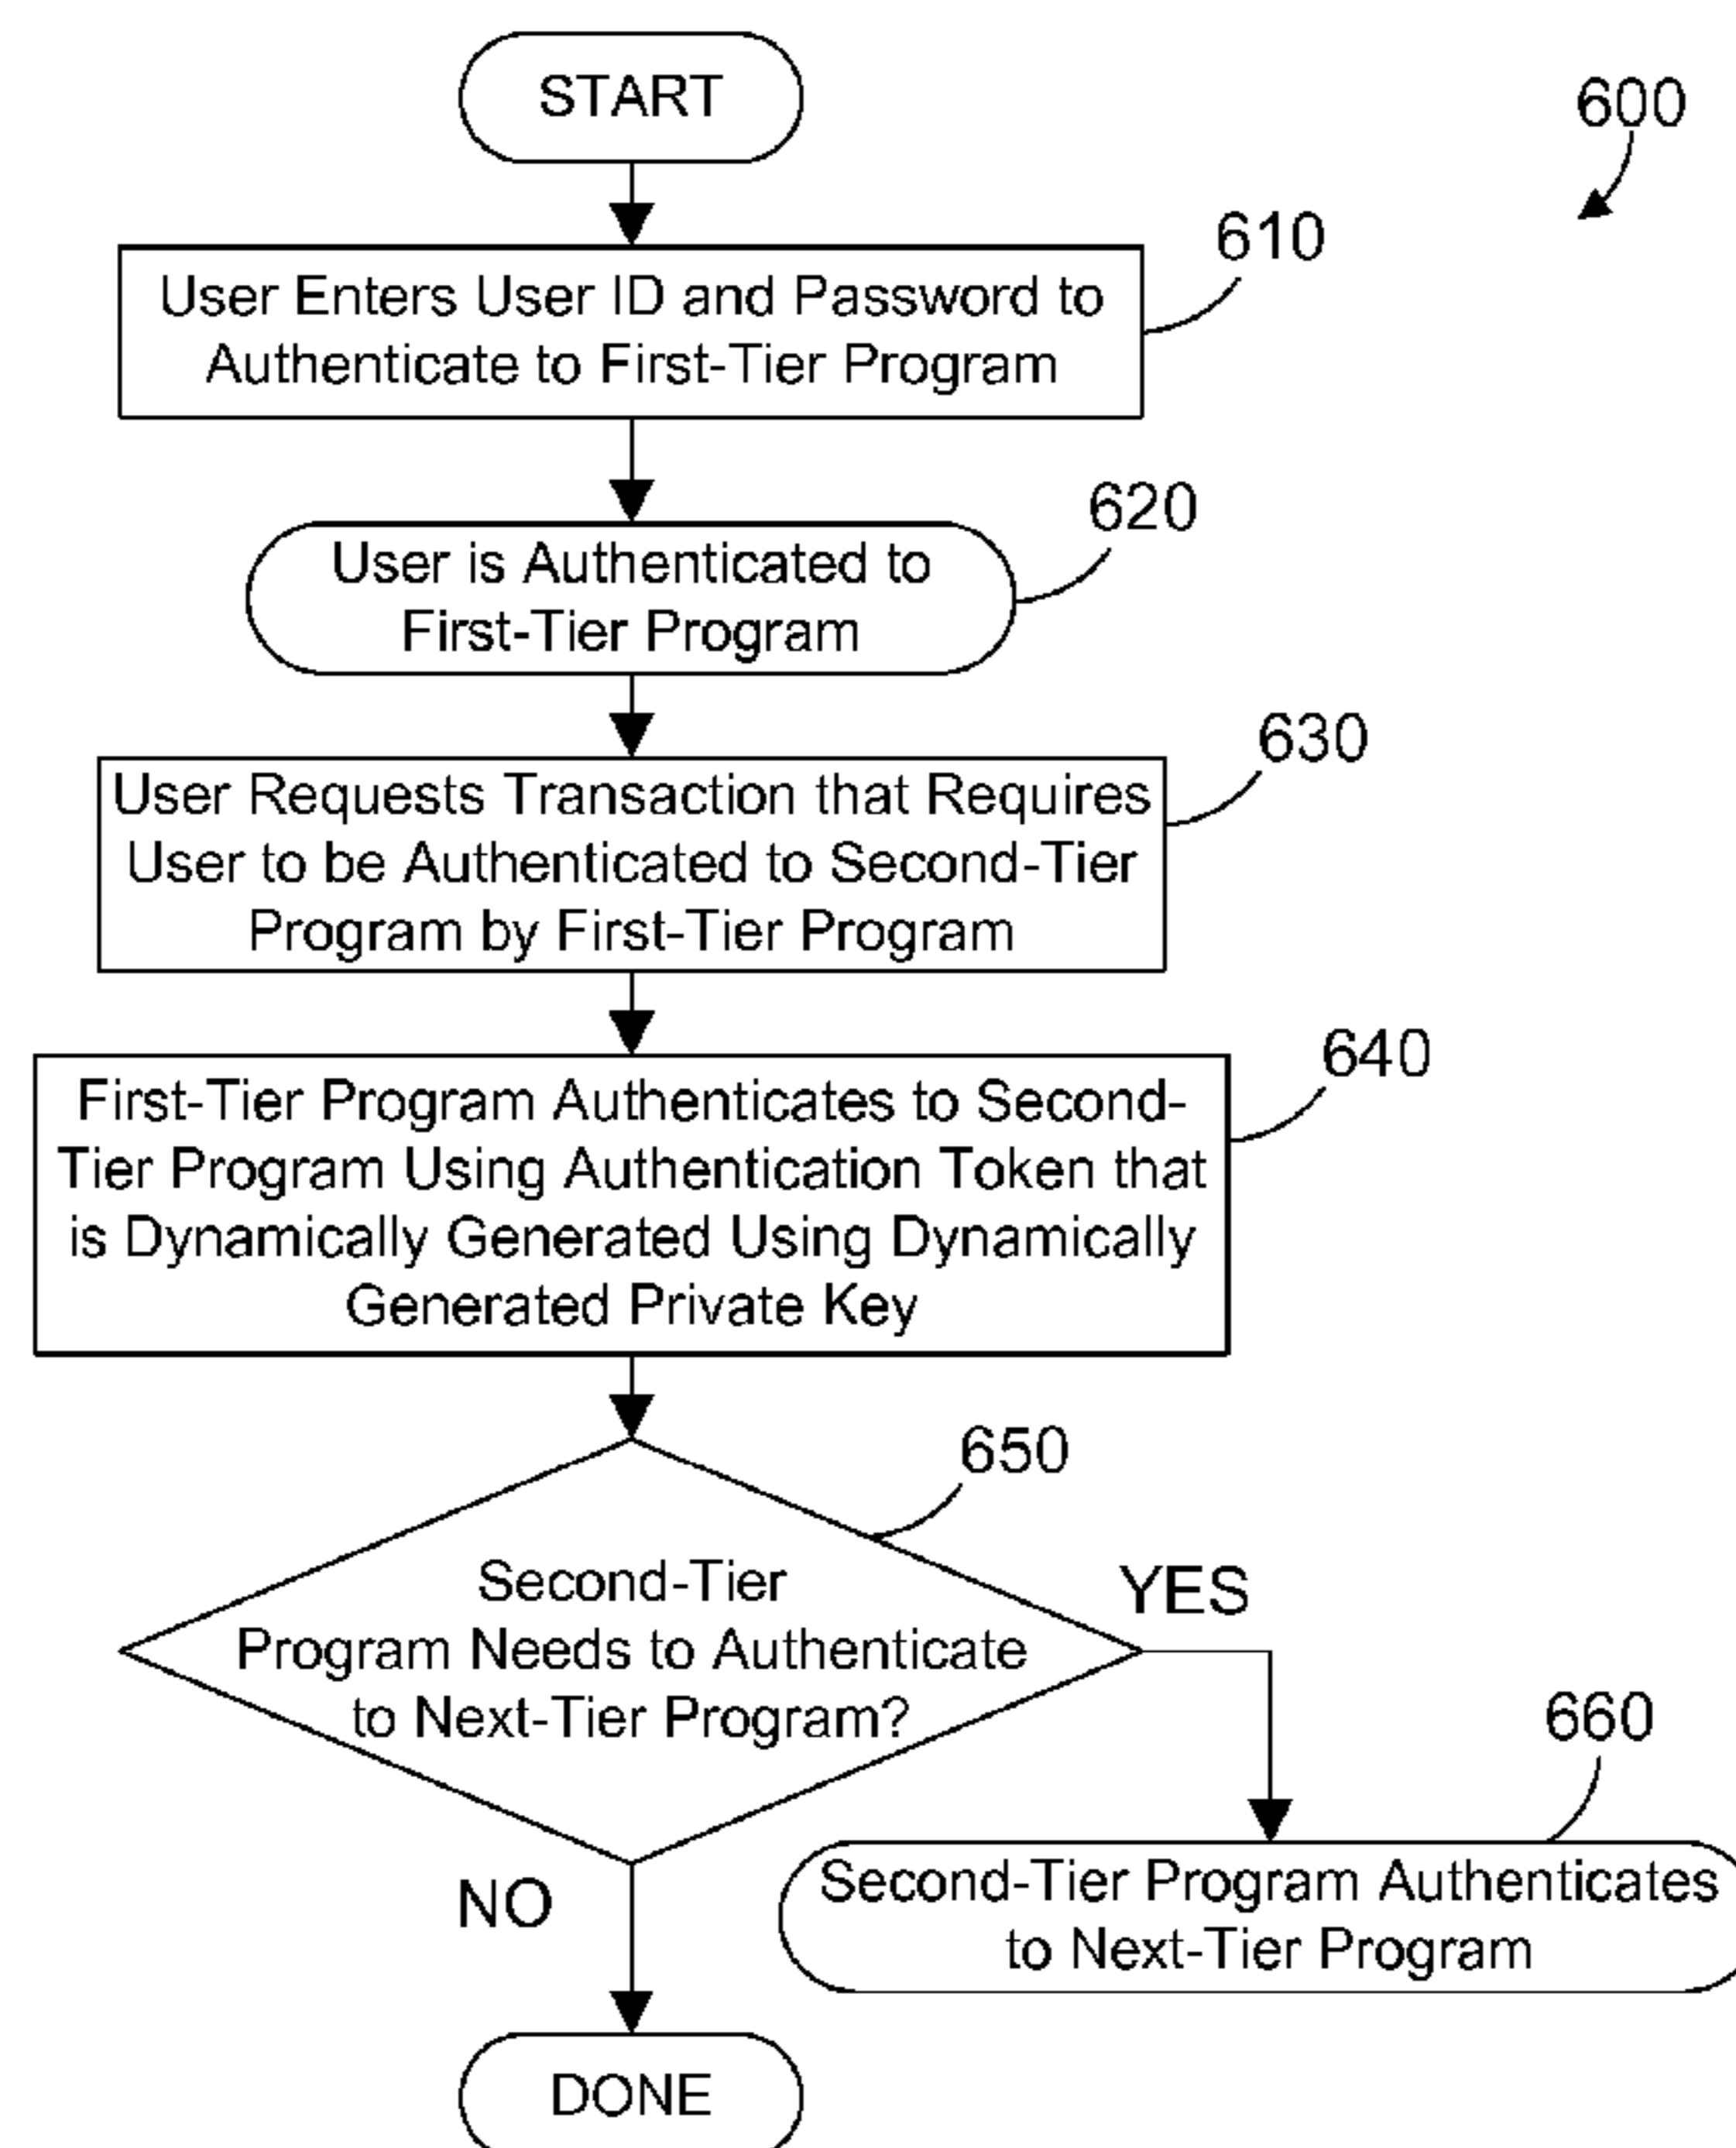 START
600
610
User Enters User ID and Password to
Authenticate to First-Tier Program
620
User is Authenticated to
First-Tier Program
630
User Requests Transaction that Requires
User to be Authenticated to Second-Tier
Program by First-Tier Program
640
First-Tier Program Authenticates to Second-
Tier Program Using Authentication Token that
is Dynamically Generated Using Dynamically
Generated Private Key
650
Second-Tier
Program Needs to Authenticate
to Next-Tier Program?
YES
660
Second-Tier Program Authenticates
to Next-Tier Program
NO
DONE